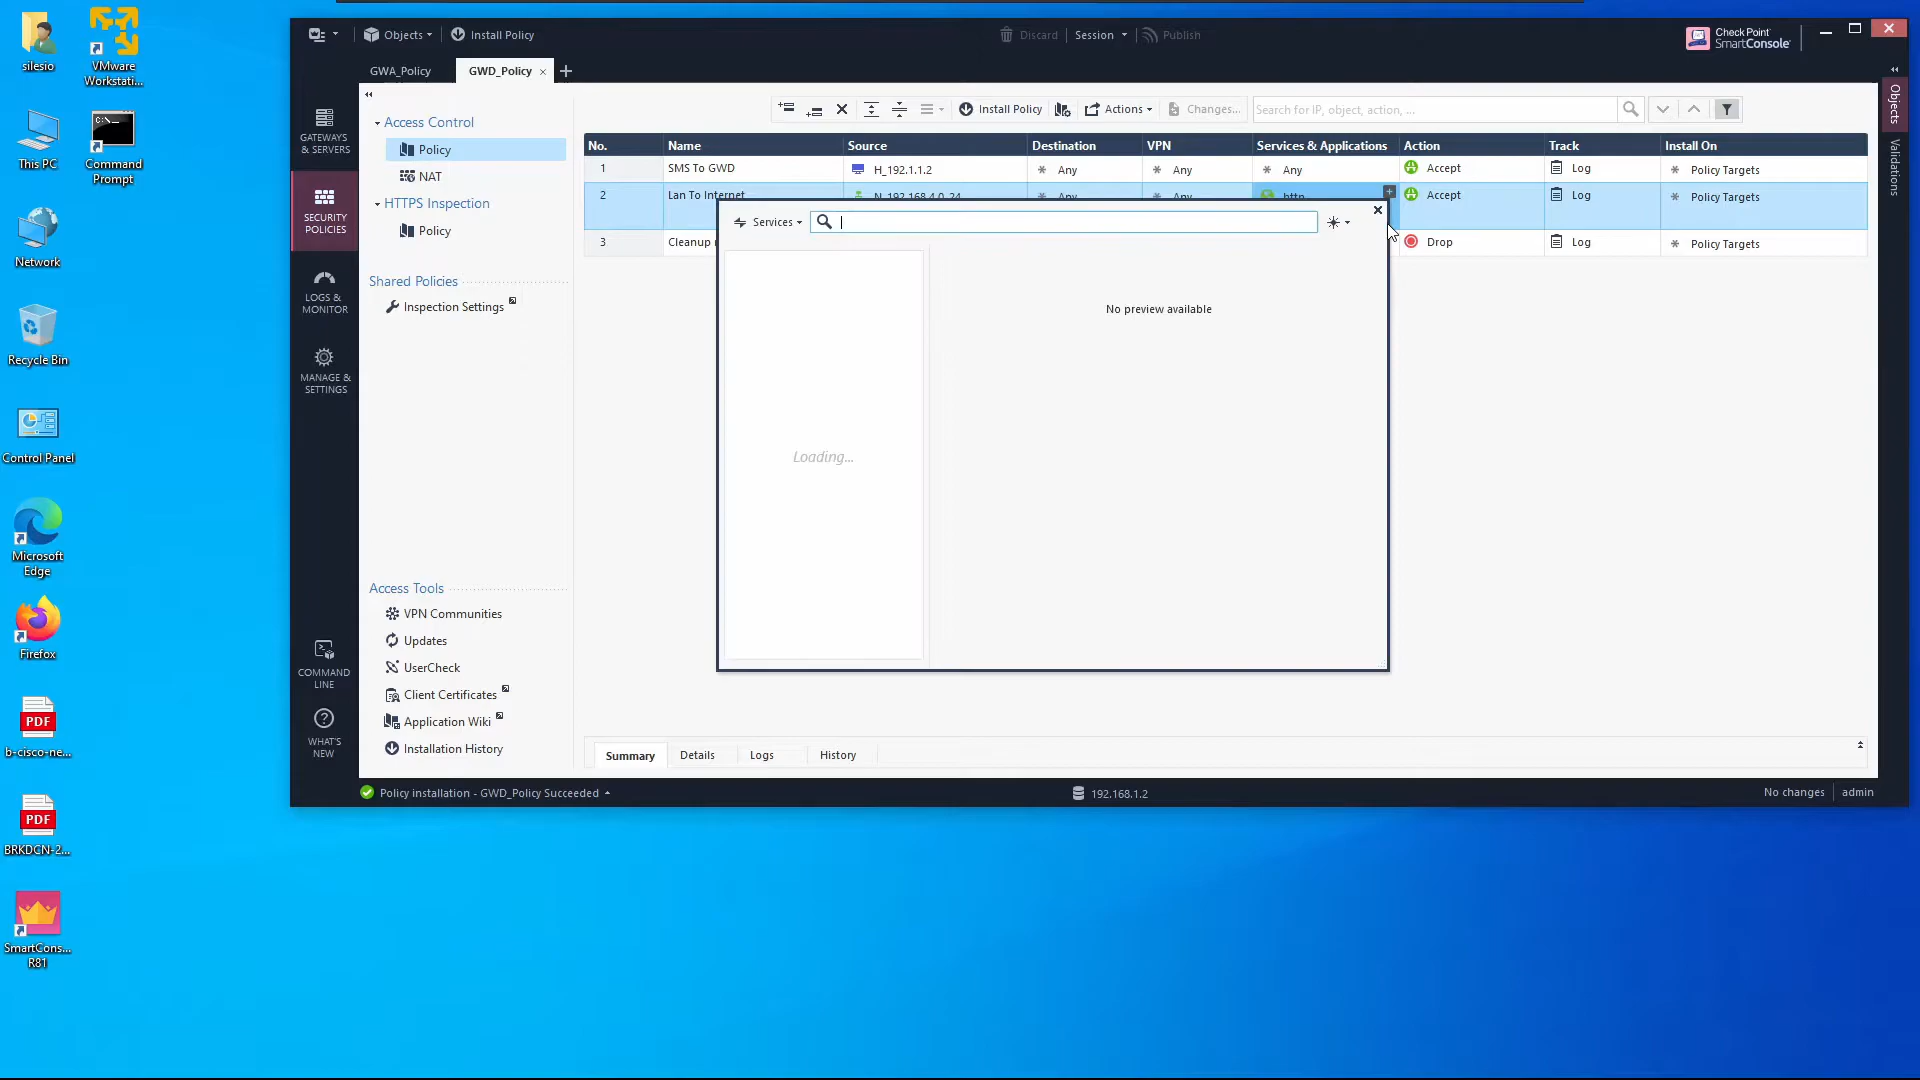 silesio
VMware
Workstati...
This PC
Command
Prompt
Network
Recycle Bin
Control Panel
Microsoft
Edge
Firefox
PDF
b-cisco-ne...
PDF
BRKDCN-2...
SmartCons...
R81
Objects
Install Policy
Discard
Session
Publish
Check Point
SmartConsole
GWA_Policy
GWD_Policy
GATEWAYS
& SERVERS
SECURITY
POLICIES
LOGS &
MONITOR
MANAGE &
SETTINGS
COMMAND
LINE
WHAT'S
NEW
Access Control
Policy
NAT
HTTPS Inspection
Policy
Shared Policies
Inspection Settings
Access Tools
VPN Communities
Updates
UserCheck
Client Certificates
Application Wiki
Installation History
Install Policy
Actions
Changes...
Search for IP, object, action, ...
No. Name Source Destination VPN Services & Applications Action Track Install On
1 SMS To GWD H_192.1.1.2 Any Any Any Accept Log Policy Targets
2 Lan To Internet N_192.168.4.0_24 Any Any http Accept Log Policy Targets
3 Cleanup Drop Log Policy Targets
Services
Loading...
No preview available
Summary Details Logs History
Policy installation - GWD_Policy Succeeded
192.168.1.2
No changes
admin
Objects
Validations